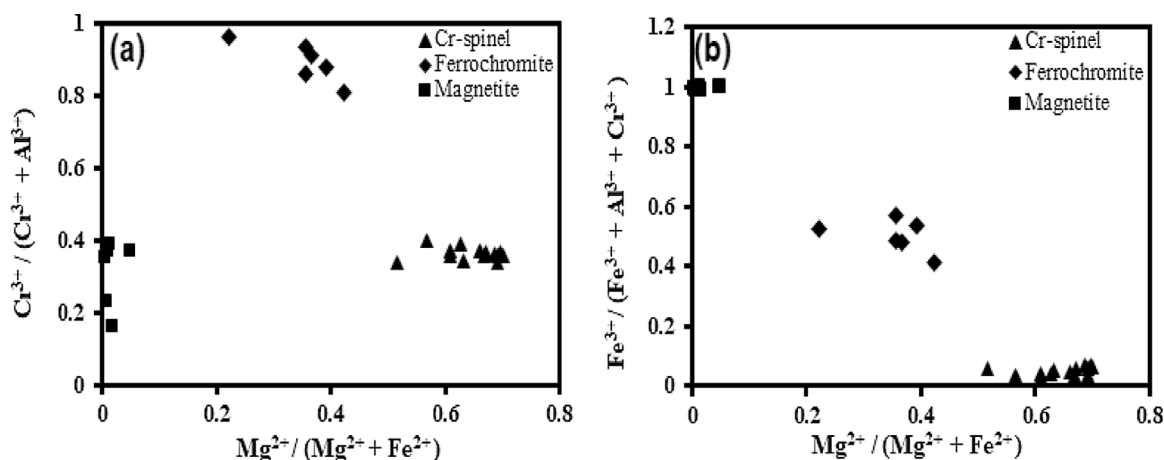 (a)
Cr-spinel
Ferrochromite
Magnetite
1
0.8
0.6
0.4
0.2
0
0
0.2
0.4
0.6
0.8
Cr³⁺ / (Cr³⁺ + Al³⁺)
Mg²⁺ / (Mg²⁺ + Fe²⁺)
(b)
Cr-spinel
Ferrochromite
Magnetite
1.2
1
0.8
0.6
0.4
0.2
0
0
0.2
0.4
0.6
0.8
Fe³⁺ / (Fe³⁺ + Al³⁺ + Cr³⁺)
Mg²⁺ / (Mg²⁺ + Fe²⁺)